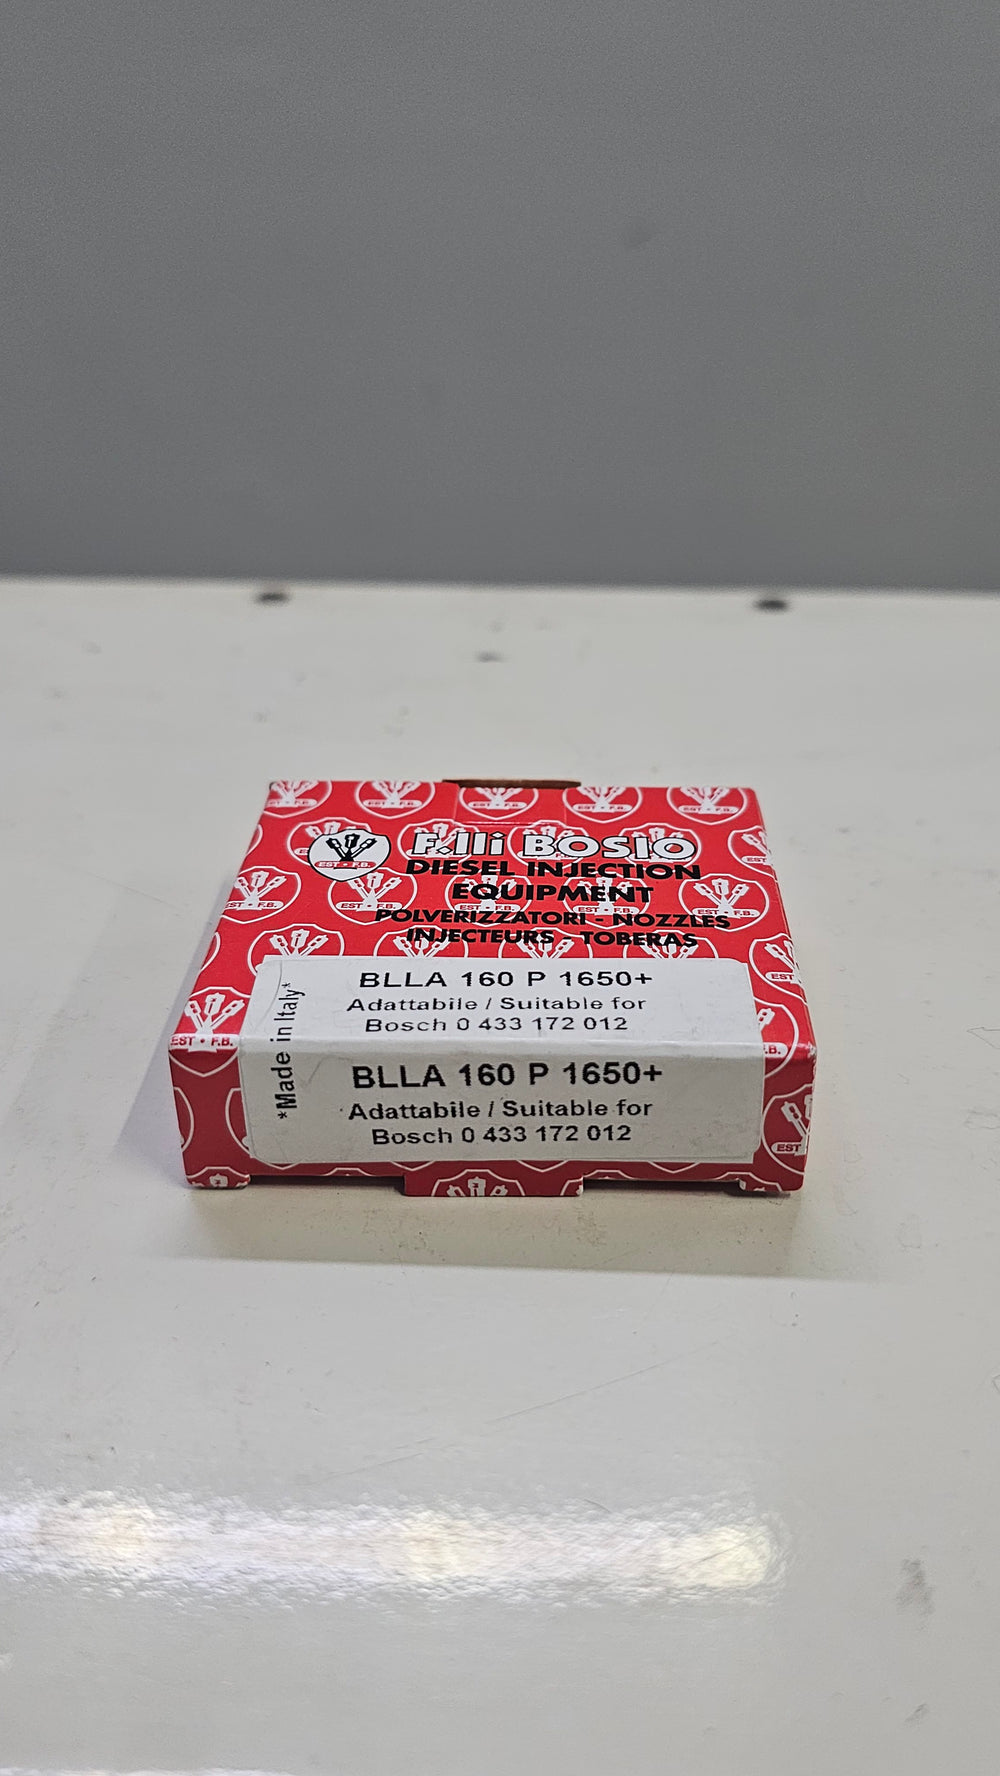 F.lli BOSIO
DIESEL INJECTION
EQUIPMENT
POLVERIZZATORI - NOZZLES
INJECTEURS TOBERAS
EST • F.B.
*Made in Italy*
BLLA 160 P 1650+
Adattabile / Suitable for
Bosch 0 433 172 012
BLLA 160 P 1650+
Adattabile / Suitable for
Bosch 0 433 172 012